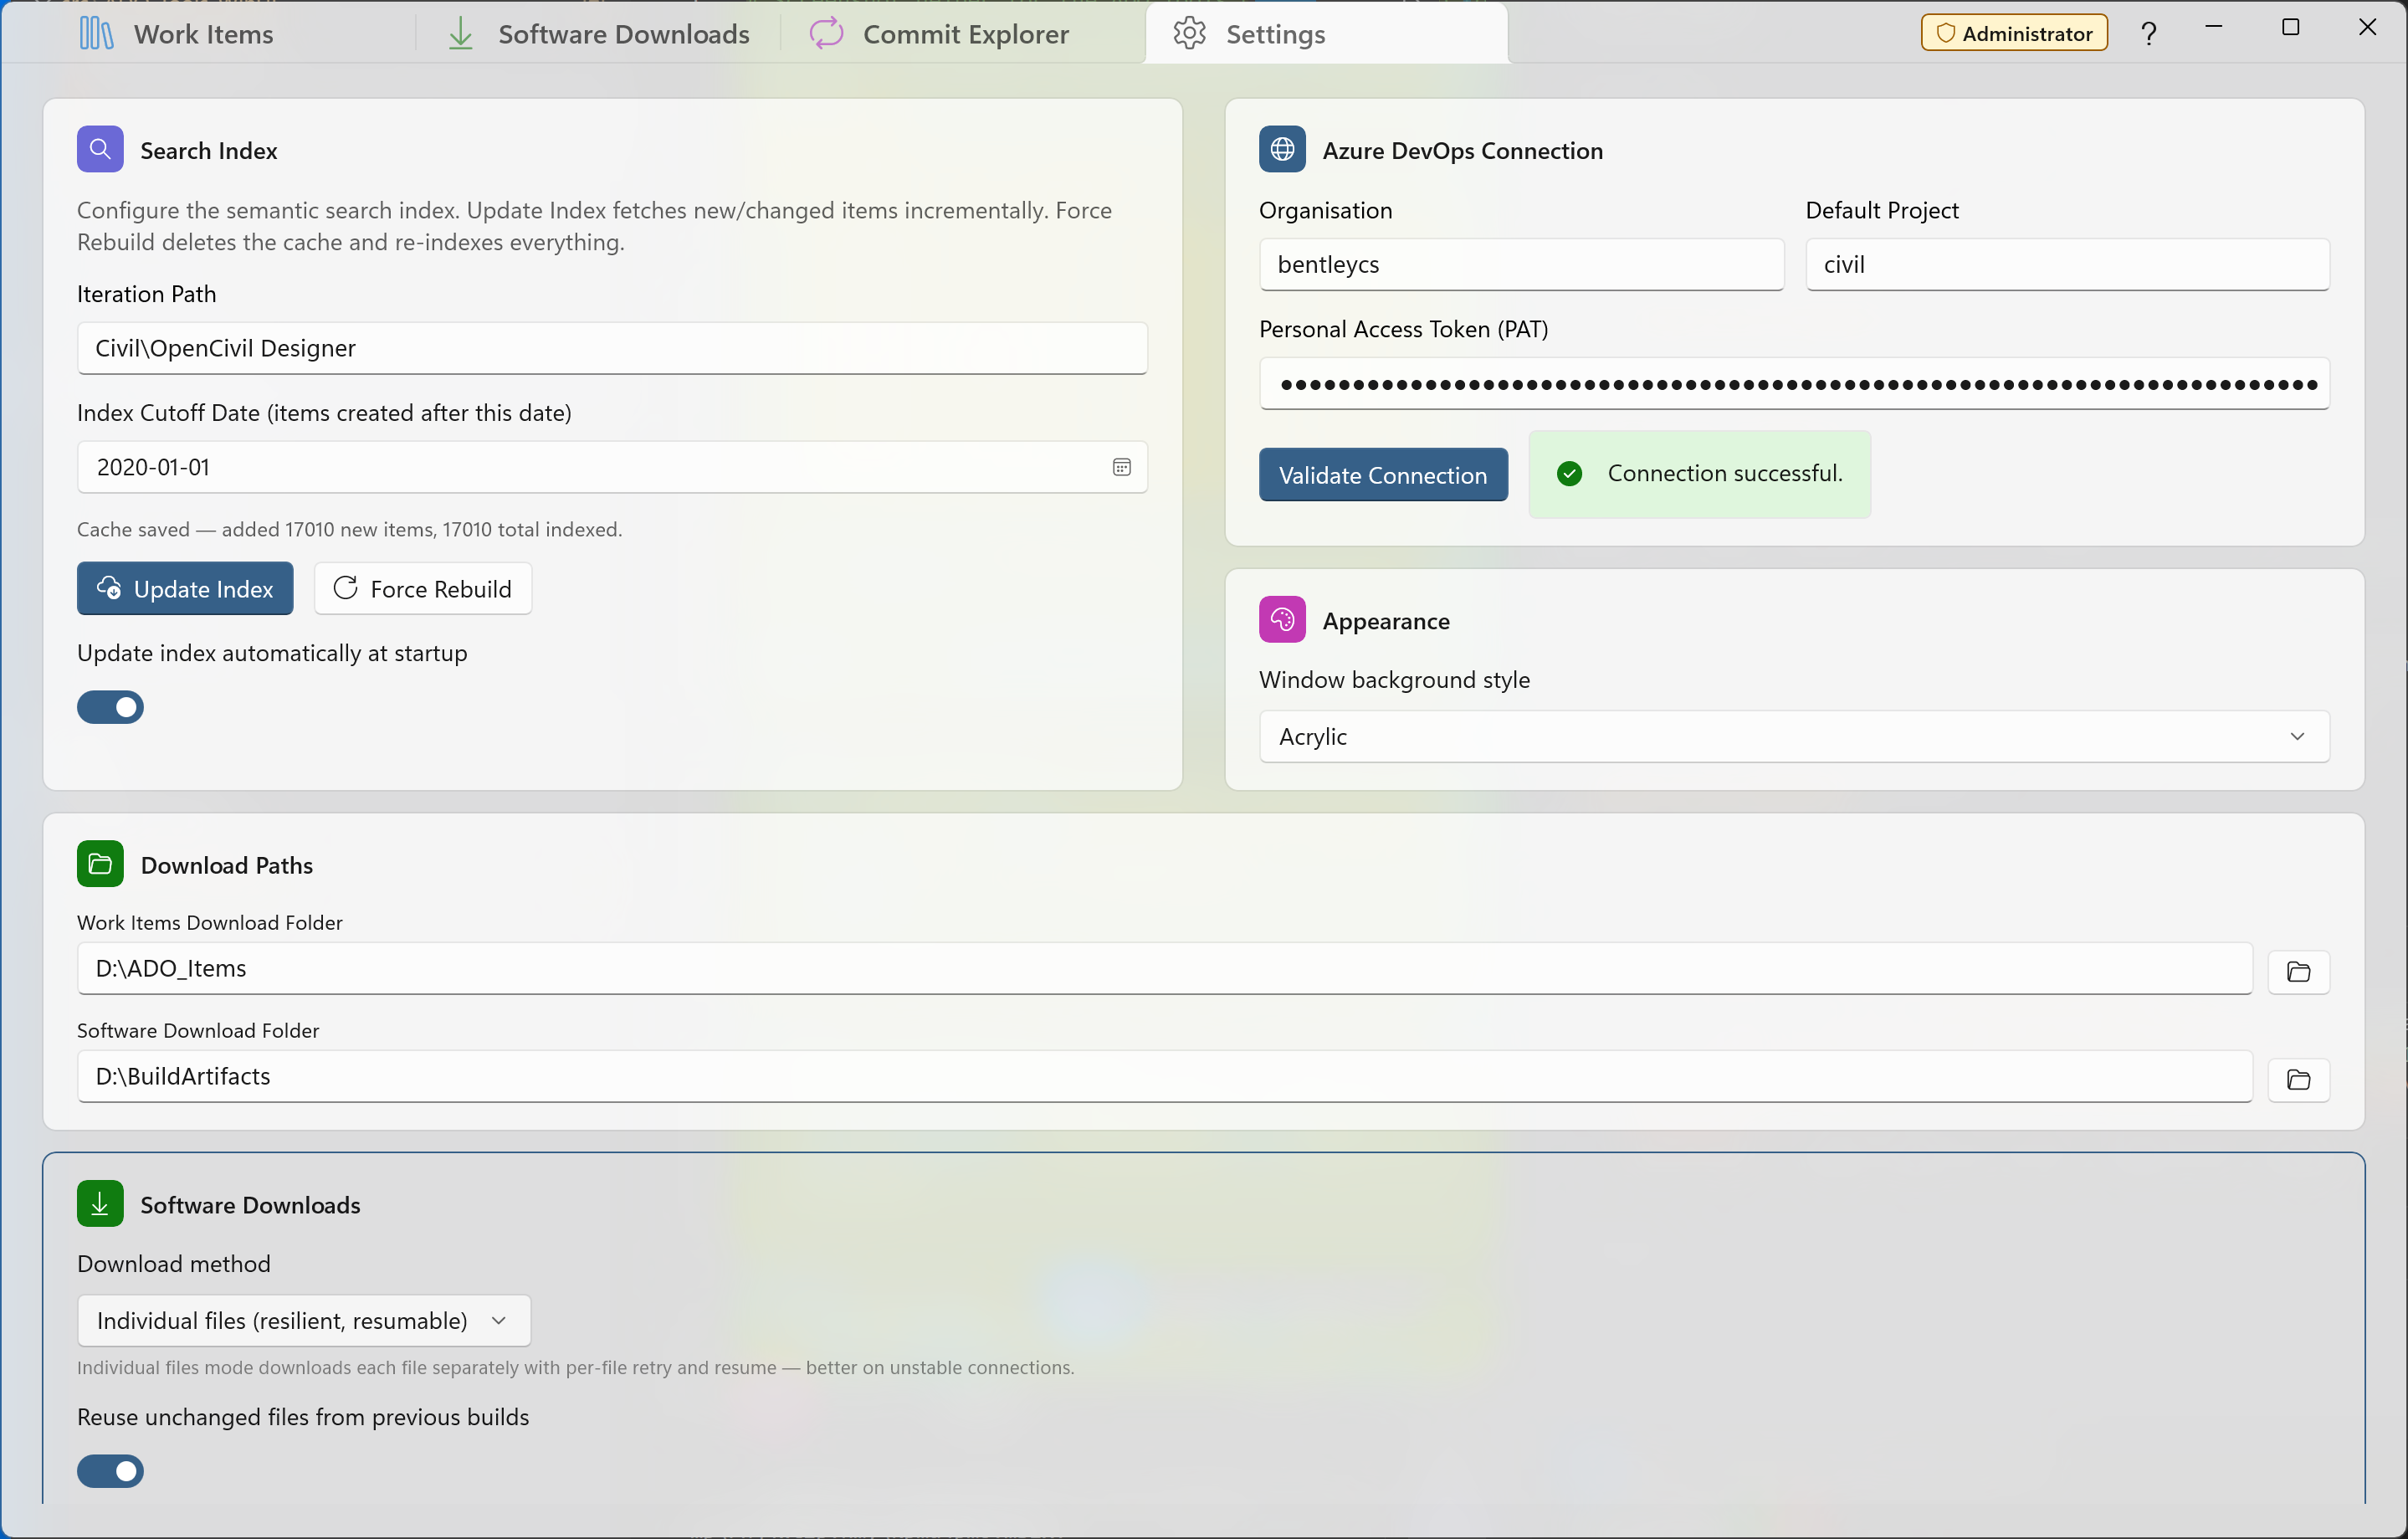 Work Items
Software Downloads
Commit Explorer
Settings
Administrator
?
Search Index
Configure the semantic search index. Update Index fetches new/changed items incrementally. Force
Rebuild deletes the cache and re-indexes everything.
Iteration Path
Civil\OpenCivil Designer
Index Cutoff Date (items created after this date)
2020-01-01
Cache saved — added 17010 new items, 17010 total indexed.
Update Index
Force Rebuild
Update index automatically at startup
Azure DevOps Connection
Organisation
Default Project
bentleycs
civil
Personal Access Token (PAT)
Validate Connection
Connection successful.
Appearance
Window background style
Acrylic
Download Paths
Work Items Download Folder
D:\ADO_Items
Software Download Folder
D:\BuildArtifacts
Software Downloads
Download method
Individual files (resilient, resumable)
Individual files mode downloads each file separately with per-file retry and resume — better on unstable connections.
Reuse unchanged files from previous builds